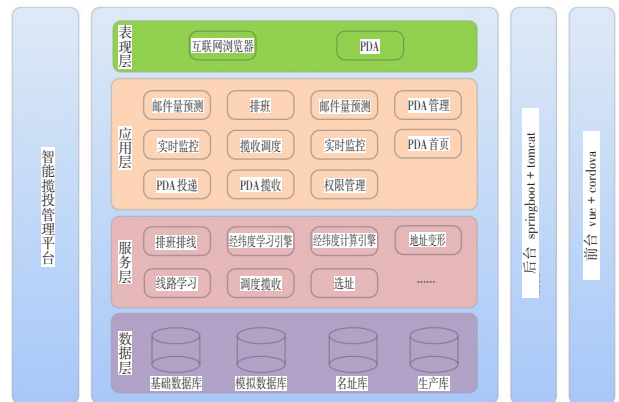 智能揽投管理平台
表现层
互联网浏览器
PDA
应用层
邮件量预测
排班
邮件量预测
PDA管理
实时监控
揽收调度
实时监控
PDA首页
PDA投递
PDA揽收
权限管理
服务层
排班排线
经纬度学习引擎
经纬度计算引擎
地址变形
线路学习
调度揽收
选址
......
数据层
基础数据库
模拟数据库
名址库
生产库
后台 springboot + tomcat
......
前台 vue + cordova